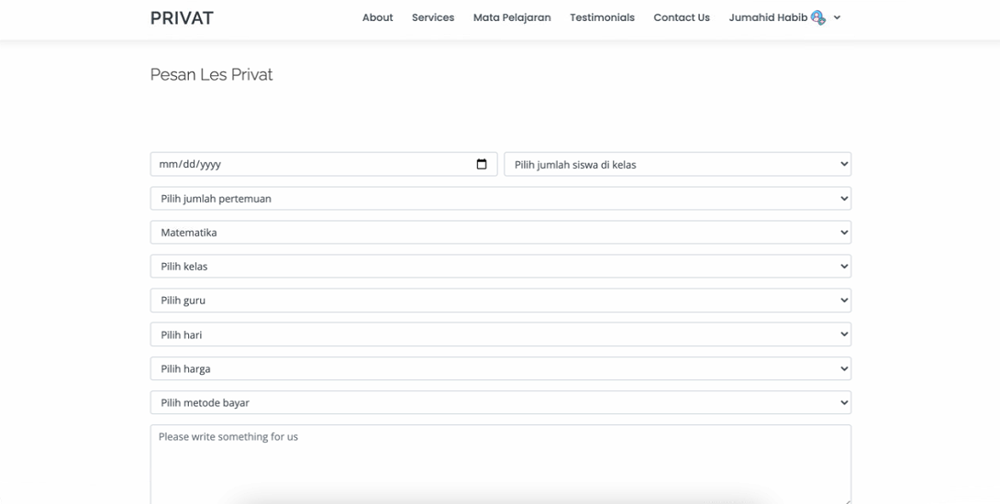 PRIVAT About Services Mata Pelajaran Testimonials Contact Us Jumahid Habib
Pesan Les Privat
mm/dd/yyyy Pilih jumlah siswa di kelas
Pilih jumlah pertemuan
Matematika
Pilih kelas
Pilih guru
Pilih hari
Pilih harga
Pilih metode bayar
Please write something for us